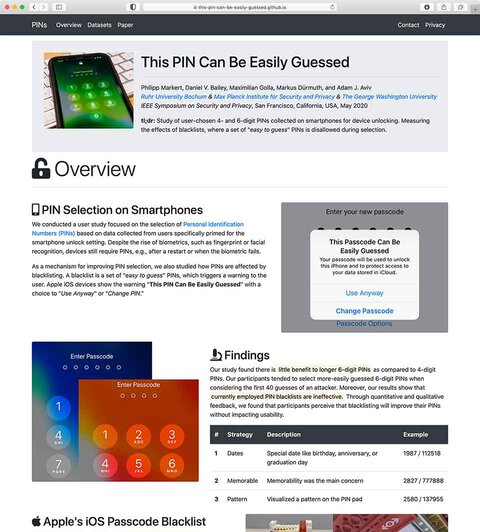 this-pin-can-be-easily-guessed.github.io
PINs Overview Datasets Paper Contact Privacy
This PIN Can Be Easily Guessed
Philipp Markert, Daniel V. Bailey, Maximilian Golla, Markus Dürmuth, and Adam J. Aviv
Ruhr University Bochum & Max Planck Institute for Security and Privacy & The George Washington University
IEEE Symposium on Security and Privacy, San Francisco, California, USA, May 2020
tl;dr: Study of user-chosen 4- and 6-digit PINs collected on smartphones for device unlocking. Measuring
the effects of blacklists, where a set of "easy to guess" PINs is disallowed during selection.
Overview
PIN Selection on Smartphones
We conducted a user study focused on the selection of Personal Identification
Numbers (PINs) based on data collected from users specifically primed for the
smartphone unlock setting. Despite the rise of biometrics, such as fingerprint or facial
recognition, devices still require PINs, e.g., after a restart or when the biometric fails.
As a mechanism for improving PIN selection, we also studied how PINs are affected by
blacklisting. A blacklist is a set of "easy to guess" PINs, which triggers a warning to the
user. Apple iOS devices show the warning "This PIN Can Be Easily Guessed" with a
choice to "Use Anyway" or "Change PIN."
Enter your new passcode
This Passcode Can Be
Easily Guessed
Your passcode will be used to unlock
this iPhone and to protect access to
your data stored in iCloud.
Use Anyway
Change Passcode
Passcode Options
Enter Passcode
1
4
GHI
7
PQRS
Enter Passcode
1
2
ABC
3
DEF
4
GHI
5
JKL
6
MNO
Findings
Our study found there is little benefit to longer 6-digit PINs as compared to 4-digit
PINs. Our participants tended to select more-easily guessed 6-digit PINs when
considering the first 40 guesses of an attacker. Moreover, our results show that
currently employed PIN blacklists are ineffective. Through quantitative and qualitative
feedback, we found that participants perceive that blacklisting will improve their PINs
without impacting usability.
# Strategy Description Example
1 Dates Special date like birthday, anniversary, or
graduation day 1987 / 112518
2 Memorable Memorability was the main concern 2827 / 777888
3 Pattern Visualized a pattern on the PIN pad 2580 / 137955
Apple's iOS Passcode Blacklist